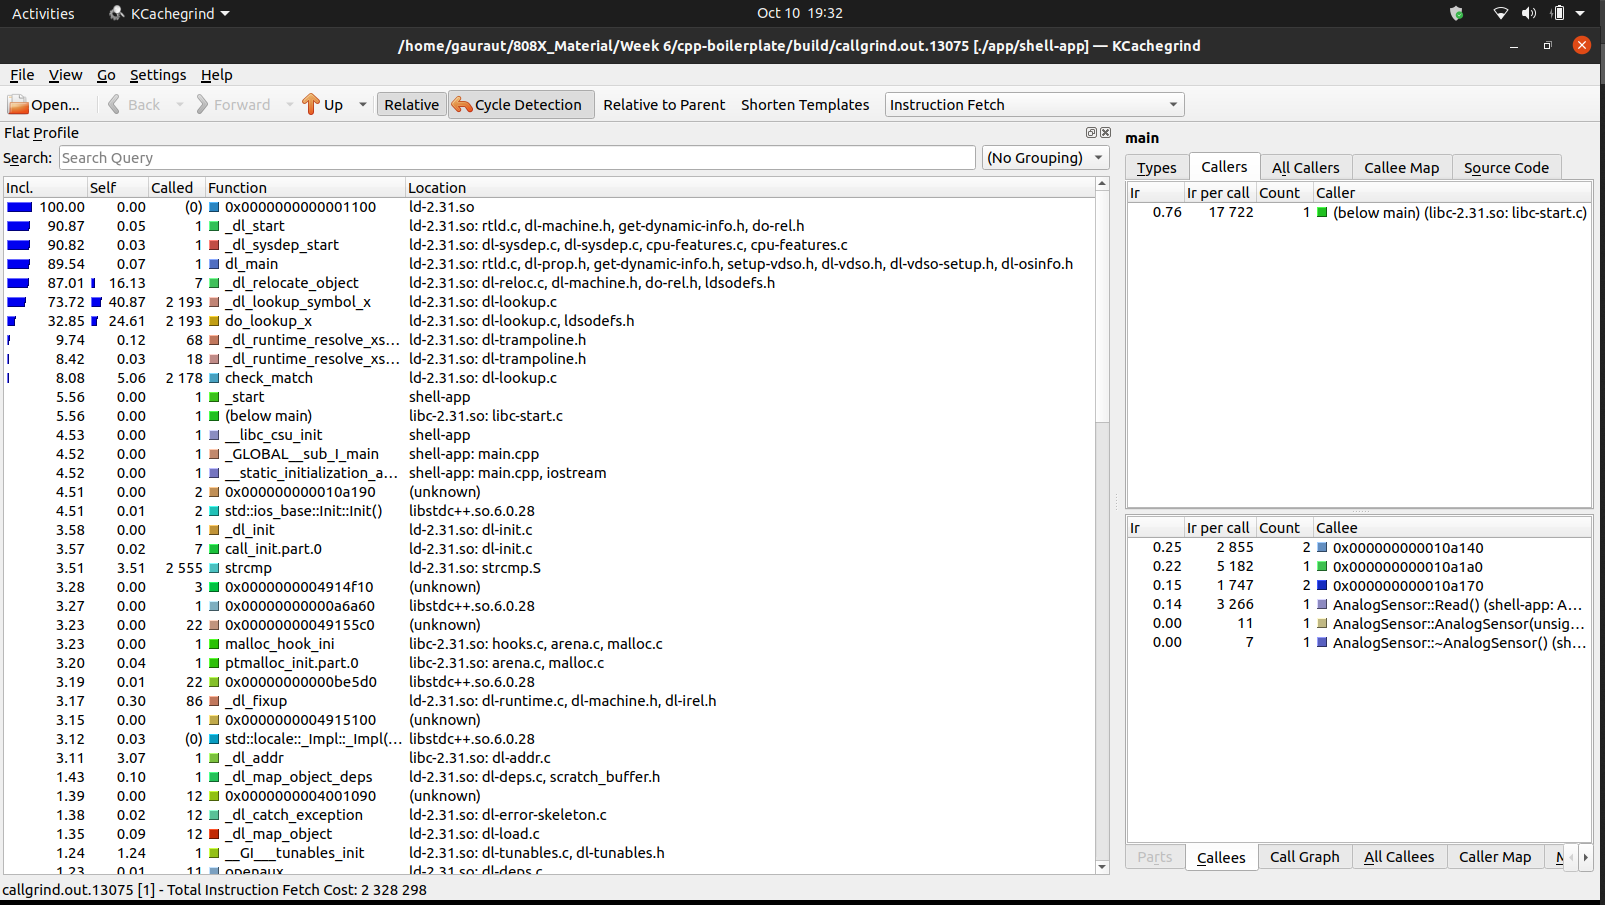 Activities KCachegrind Oct 10 19:32
/home/gauraut/808X_Material/Week 6/cpp-boilerplate/build/callgrind.out.13075 [./app/shell-app] — KCachegrind
File View Go Settings Help
Open... Back Forward Up Relative Cycle Detection Relative to Parent Shorten Templates Instruction Fetch
Flat Profile
Search: Search Query (No Grouping)
Incl. Self Called Function Location
100.00 0.00 (0) 0x0000000000001100 ld-2.31.so
90.87 0.05 1 _dl_start ld-2.31.so: rtld.c, dl-machine.h, get-dynamic-info.h, do-rel.h
90.82 0.03 1 _dl_sysdep_start ld-2.31.so: dl-sysdep.c, dl-sysdep.c, cpu-features.c, cpu-features.c
89.54 0.07 1 dl_main ld-2.31.so: rtld.c, dl-prop.h, get-dynamic-info.h, setup-vdso.h, dl-vdso.h, dl-vdso-setup.h, dl-osinfo.h
87.01 16.13 7 _dl_relocate_object ld-2.31.so: dl-reloc.c, dl-machine.h, do-rel.h, ldsodefs.h
73.72 40.87 2 193 _dl_lookup_symbol_x ld-2.31.so: dl-lookup.c
32.85 24.61 2 193 do_lookup_x ld-2.31.so: dl-lookup.c, ldsodefs.h
9.74 0.12 68 _dl_runtime_resolve_xs... ld-2.31.so: dl-trampoline.h
8.42 0.03 18 _dl_runtime_resolve_xs... ld-2.31.so: dl-trampoline.h
8.08 5.06 2 178 check_match ld-2.31.so: dl-lookup.c
5.56 0.00 1 _start shell-app
5.56 0.00 1 (below main) libc-2.31.so: libc-start.c
4.53 0.00 1 __libc_csu_init shell-app
4.52 0.00 1 _GLOBAL__sub_I_main shell-app: main.cpp
4.52 0.00 1 __static_initialization_a... shell-app: main.cpp, iostream
4.51 0.00 2 0x000000000010a190 (unknown)
4.51 0.01 2 std::ios_base::Init::Init() libstdc++.so.6.0.28
3.58 0.00 1 _dl_init ld-2.31.so: dl-init.c
3.57 0.02 7 call_init.part.0 ld-2.31.so: dl-init.c
3.51 3.51 2 555 strcmp ld-2.31.so: strcmp.S
3.28 0.00 3 0x0000000004914f10 (unknown)
3.27 0.00 1 0x00000000000a6a60 libstdc++.so.6.0.28
3.23 0.00 22 0x00000000049155c0 (unknown)
3.23 0.00 1 malloc_hook_ini libc-2.31.so: hooks.c, arena.c, malloc.c
3.20 0.04 1 ptmalloc_init.part.0 libc-2.31.so: arena.c, malloc.c
3.19 0.01 22 0x00000000000be5d0 libstdc++.so.6.0.28
3.17 0.30 86 _dl_fixup ld-2.31.so: dl-runtime.c, dl-machine.h, dl-irel.h
3.15 0.00 1 0x0000000004915100 (unknown)
3.12 0.03 (0) std::locale::_Impl::_Impl(... libstdc++.so.6.0.28
3.11 3.07 1 _dl_addr libc-2.31.so: dl-addr.c
1.43 0.10 1 _dl_map_object_deps ld-2.31.so: dl-deps.c, scratch_buffer.h
1.39 0.00 12 0x0000000004001090 (unknown)
1.38 0.02 12 _dl_catch_exception ld-2.31.so: dl-error-skeleton.c
1.35 0.09 12 _dl_map_object ld-2.31.so: dl-load.c
1.24 1.24 1 __GI___tunables_init ld-2.31.so: dl-tunables.c, dl-tunables.h
1.23 0.01 11 openaux ld-2.31.so: dl-deps.c
main
Types Callers All Callers Callee Map Source Code
Ir Ir per call Count Caller
0.76 17 722 1 (below main) (libc-2.31.so: libc-start.c)
Ir Ir per call Count Callee
0.25 2 855 2 0x000000000010a140
0.22 5 182 1 0x000000000010a1a0
0.15 1 747 2 0x000000000010a170
0.14 3 266 1 AnalogSensor::Read() (shell-app: A...
0.00 11 1 AnalogSensor::AnalogSensor(unsig...
0.00 7 1 AnalogSensor::~AnalogSensor() (sh...
Parts Callees Call Graph All Callees Caller Map
callgrind.out.13075 [1] - Total Instruction Fetch Cost: 2 328 298